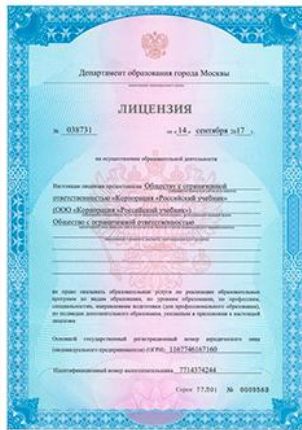 Департамент образования города Москвы
ЛИЦЕНЗИЯ
№ 038731 от «14» сентября 2017 г.
на осуществление образовательной деятельности
Настоящая лицензия предоставлена Обществу с ограниченной
ответственностью «Корпорация «Российский учебник»
(ООО «Корпорация «Российский учебник»)
Общество с ограниченной ответственностью
на право оказывать образовательные услуги по реализации образовательных
программ по видам образования, по уровням образования, по профессиям,
специальностям, направлениям подготовки (для профессионального образования),
по подвидам дополнительного образования, указанным в приложении к настоящей
лицензии
Основной государственный регистрационный номер юридического лица
(индивидуального предпринимателя) (ОГРН) 1167746167160
Идентификационный номер налогоплательщика 7714374244
Серия 77Л01 № 0009568